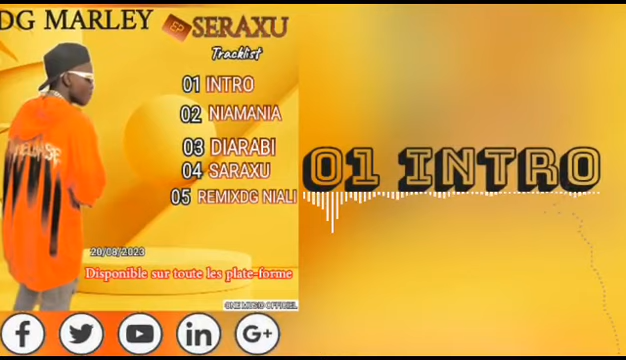 DG MARLEY
EP SERAXU
Tracklist
01 INTRO
02 NIAMANIA
03 DIARABI
04 SARAXU
05 REMIXDG NIALI
20/08/2023
Disponible sur toute les plate-forme
01 INTRO
f in G+